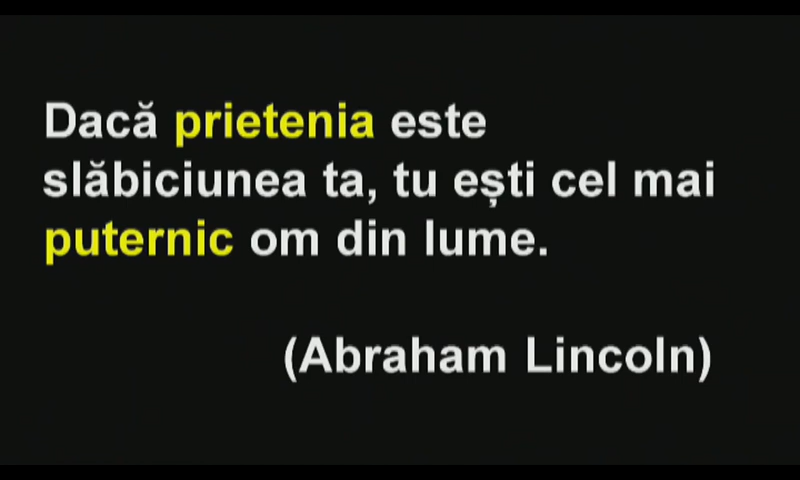 Dacă prietenia este
slăbiciunea ta, tu ești cel mai
puternic om din lume.
(Abraham Lincoln)